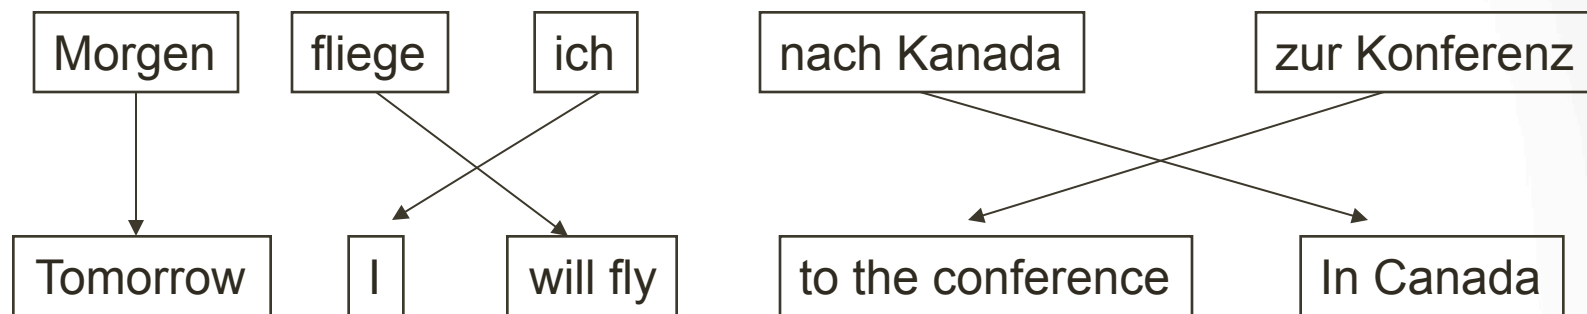 Morgen fliege ich nach Kanada zur Konferenz
Tomorrow I will fly to the conference In Canada